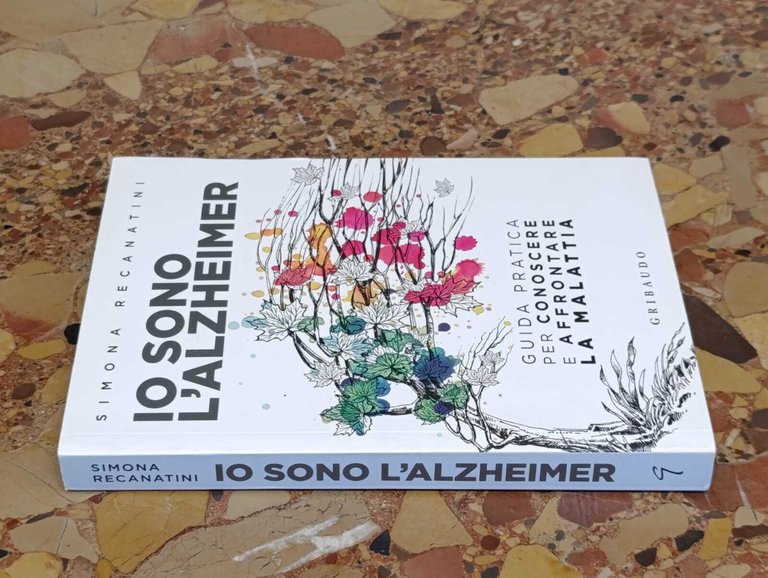 SIMONA RECANATINI
IO SONO
L'ALZHEIMER
GUIDA PRATICA
PER CONOSCERE
E AFFRONTARE
LA MALATTIA
GRIBAUDO
SIMONA
RECANATINI
IO SONO L'ALZHEIMER